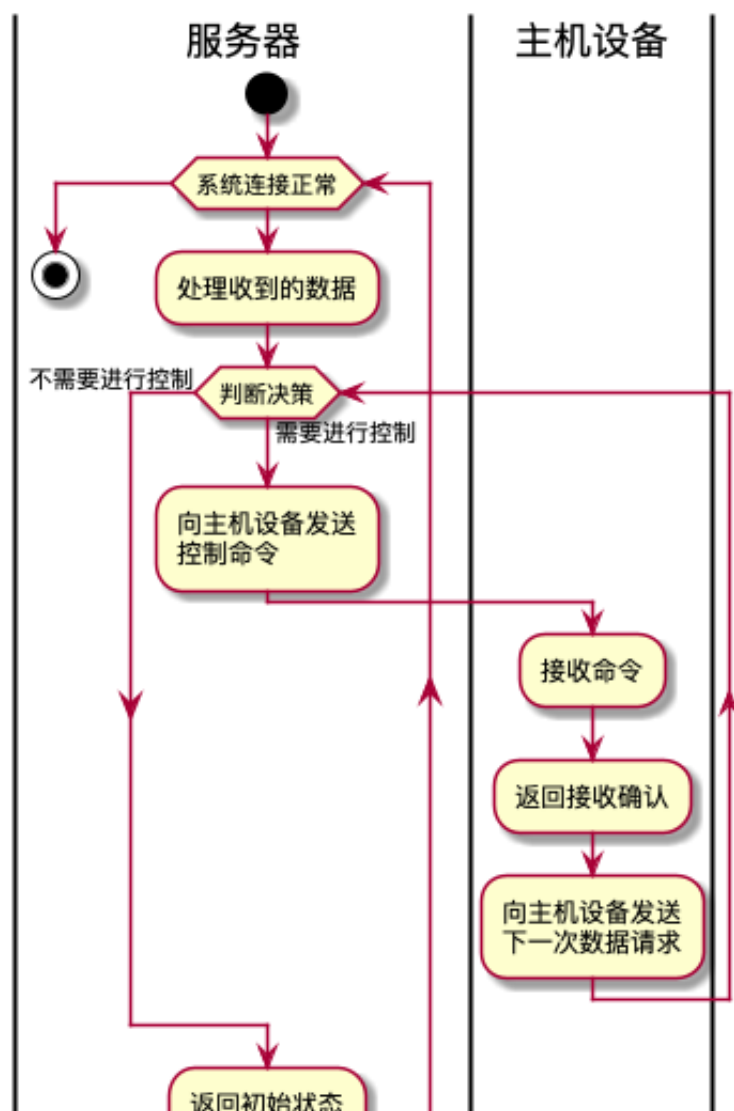 服务器
主机设备
系统连接正常
处理收到的数据
不需要进行控制
判断决策
需要进行控制
向主机设备发送
控制命令
接收命令
返回接收确认
向主机设备发送
下一次数据请求
返回初始状态